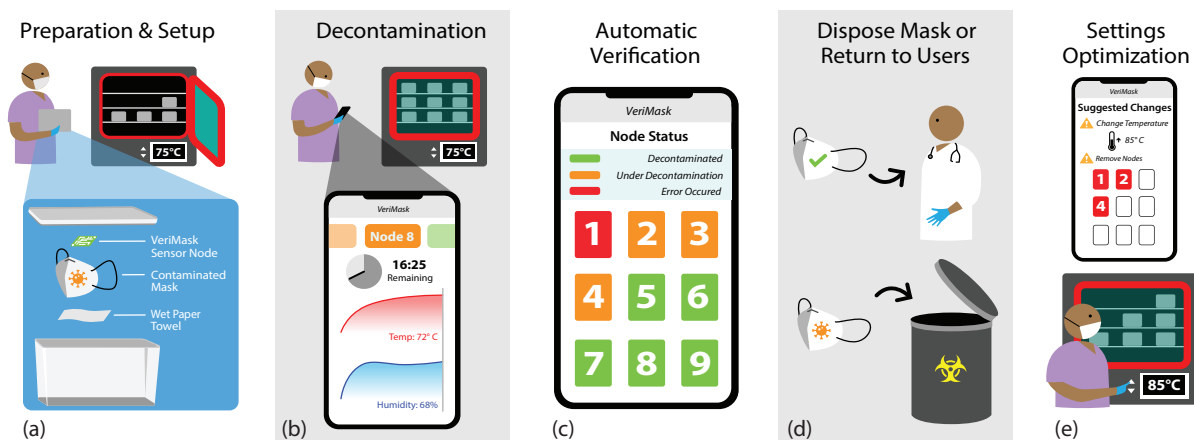 Preparation & Setup
75°C
VeriMask
Sensor Node
Contaminated
Mask
Wet Paper
Towel
(a)
Decontamination
75°C
VeriMask
Node 8
16:25
Remaining
Temp: 72° C
Humidity: 68%
(b)
Automatic
Verification
VeriMask
Node Status
Decontaminated
Under Decontamination
Error Occured
1 2 3
4 5 6
7 8 9
(c)
Dispose Mask or
Return to Users
(d)
Settings
Optimization
VeriMask
Suggested Changes
Change Temperature
85° C
Remove Nodes
1 2
4
85°C
(e)